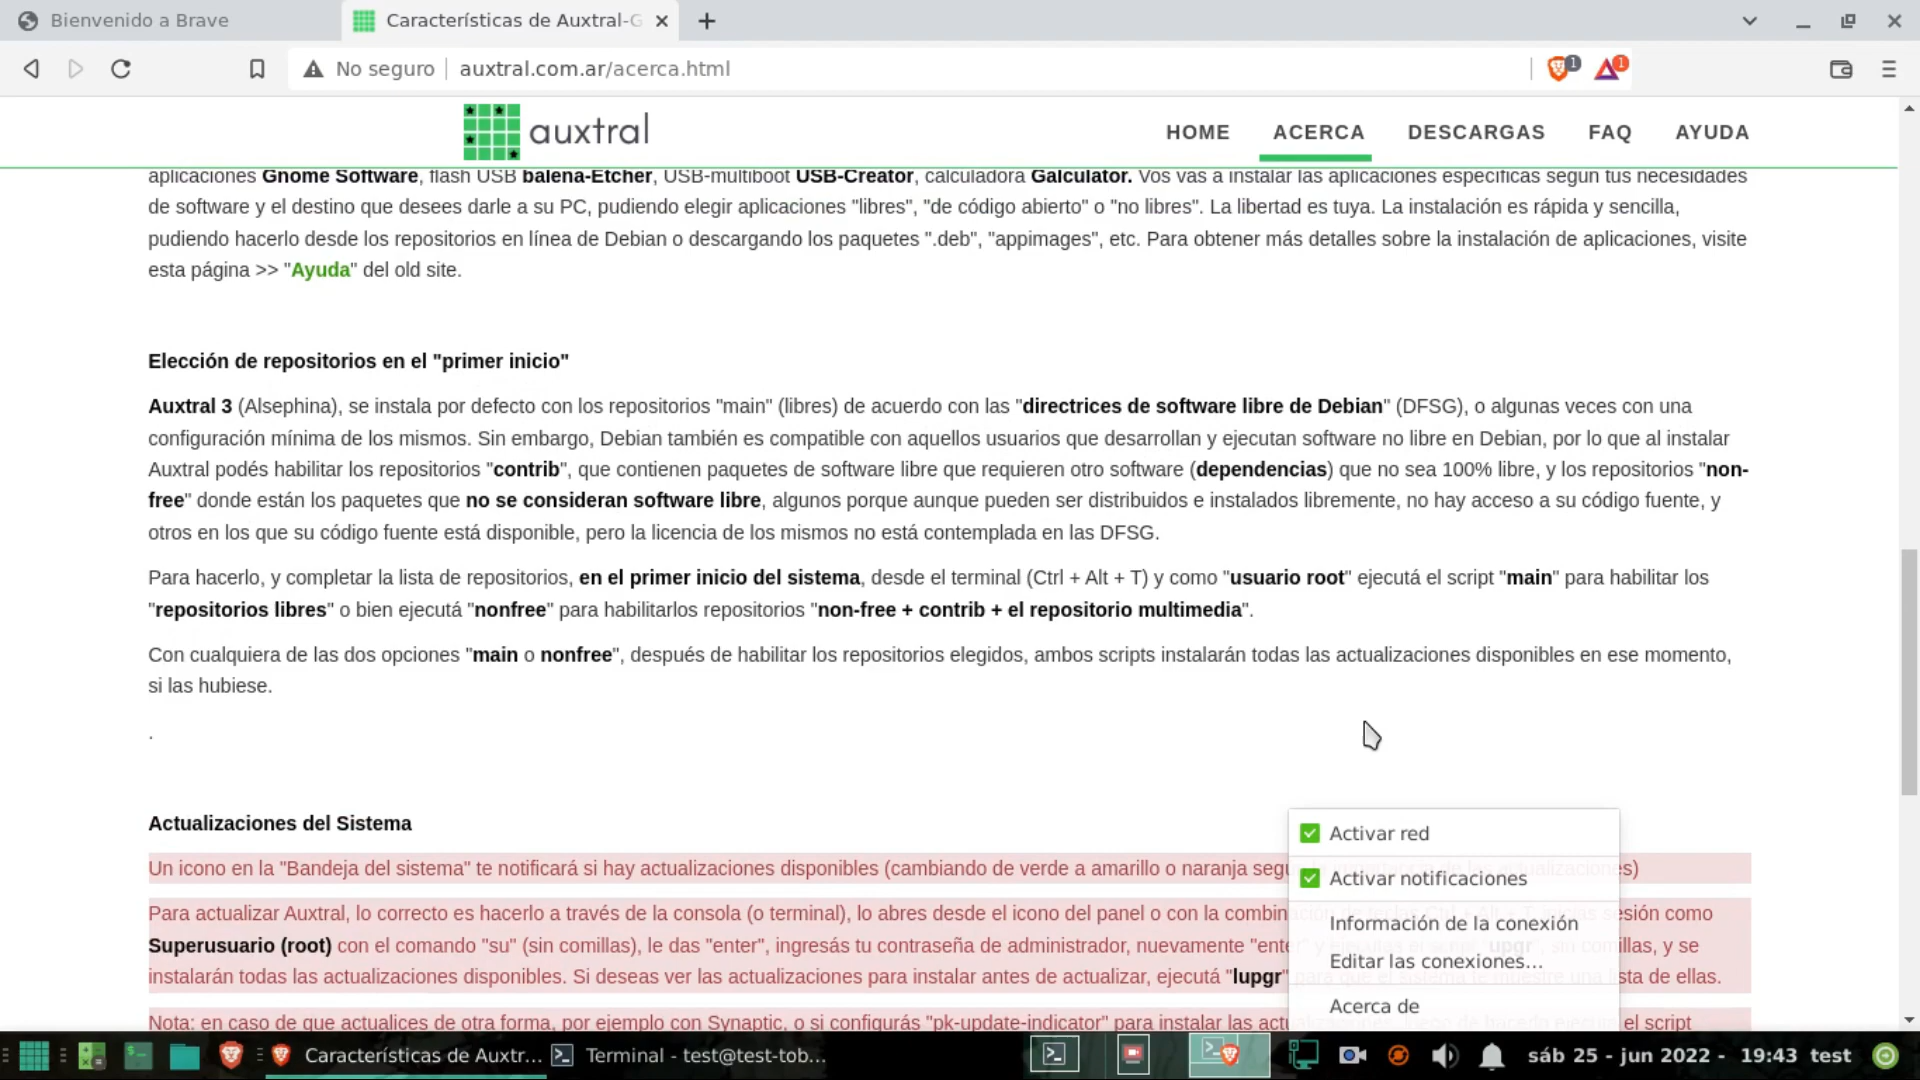 Bienvenido a Brave
Características de Auxtral-G
No seguro
auxtral.com.ar/acerca.html
1
1
auxtral
HOME
ACERCA
DESCARGAS
FAQ
AYUDA
aplicaciones Gnome Software, flash USB balena-Etcher, USB-multiboot USB-Creator, calculadora Galculator. Vos vas a instalar las aplicaciones específicas según tus necesidades
de software y el destino que desees darle a su PC, pudiendo elegir aplicaciones "libres", "de código abierto" o "no libres". La libertad es tuya. La instalación es rápida y sencilla,
pudiendo hacerlo desde los repositorios en línea de Debian o descargando los paquetes ".deb", "appimages", etc. Para obtener más detalles sobre la instalación de aplicaciones, visite
esta página >> "Ayuda" del old site.
Elección de repositorios en el "primer inicio"
Auxtral 3 (Alsephina), se instala por defecto con los repositorios "main" (libres) de acuerdo con las "directrices de software libre de Debian" (DFSG), o algunas veces con una
configuración mínima de los mismos. Sin embargo, Debian también es compatible con aquellos usuarios que desarrollan y ejecutan software no libre en Debian, por lo que al instalar
Auxtral podés habilitar los repositorios "contrib", que contienen paquetes de software libre que requieren otro software (dependencias) que no sea 100% libre, y los repositorios "non-
free" donde están los paquetes que no se consideran software libre, algunos porque aunque pueden ser distribuidos e instalados libremente, no hay acceso a su código fuente, y
otros en los que su código fuente está disponible, pero la licencia de los mismos no está contemplada en las DFSG.
Para hacerlo, y completar la lista de repositorios, en el primer inicio del sistema, desde el terminal (Ctrl + Alt + T) y como "usuario root" ejecutá el script "main" para habilitar los
"repositorios libres" o bien ejecutá "nonfree" para habilitarlos repositorios "non-free + contrib + el repositorio multimedia".
Con cualquiera de las dos opciones "main o nonfree", después de habilitar los repositorios elegidos, ambos scripts instalarán todas las actualizaciones disponibles en ese momento,
si las hubiese.
.
Actualizaciones del Sistema
Un icono en la "Bandeja del sistema" te notificará si hay actualizaciones disponibles (cambiando de verde a amarillo o naranja
Para actualizar Auxtral, lo correcto es hacerlo a través de la consola (o terminal), lo abres desde el icono del panel o con la sesión como
Superusuario (root) con el comando "su" (sin comillas), le das "enter", ingresás tu contraseña de administrador, nuevamente "enter" y "upgr" y se
instalarán todas las actualizaciones disponibles. Si deseas ver las actualizaciones para instalar antes de actualizar, ejecutá "lupgr" lista de ellas.
Nota: en caso de que actualices de otra forma, por ejemplo con Synaptic, o si configurás "pk-update-indicator" para instalar las el script
Activar red
Activar notificaciones
Información de la conexión
Editar las conexiones...
Acerca de
Características de Auxtr...
Terminal - test@test-tob...
sáb 25 - jun 2022 - 19:43 test